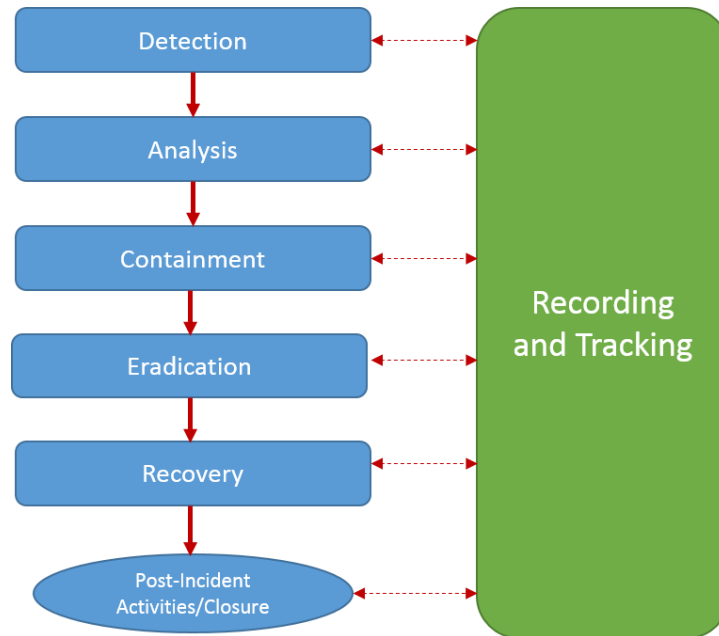 Detection
Analysis
Containment
Eradication
Recovery
Post-Incident
Activities/Closure
Recording
and Tracking